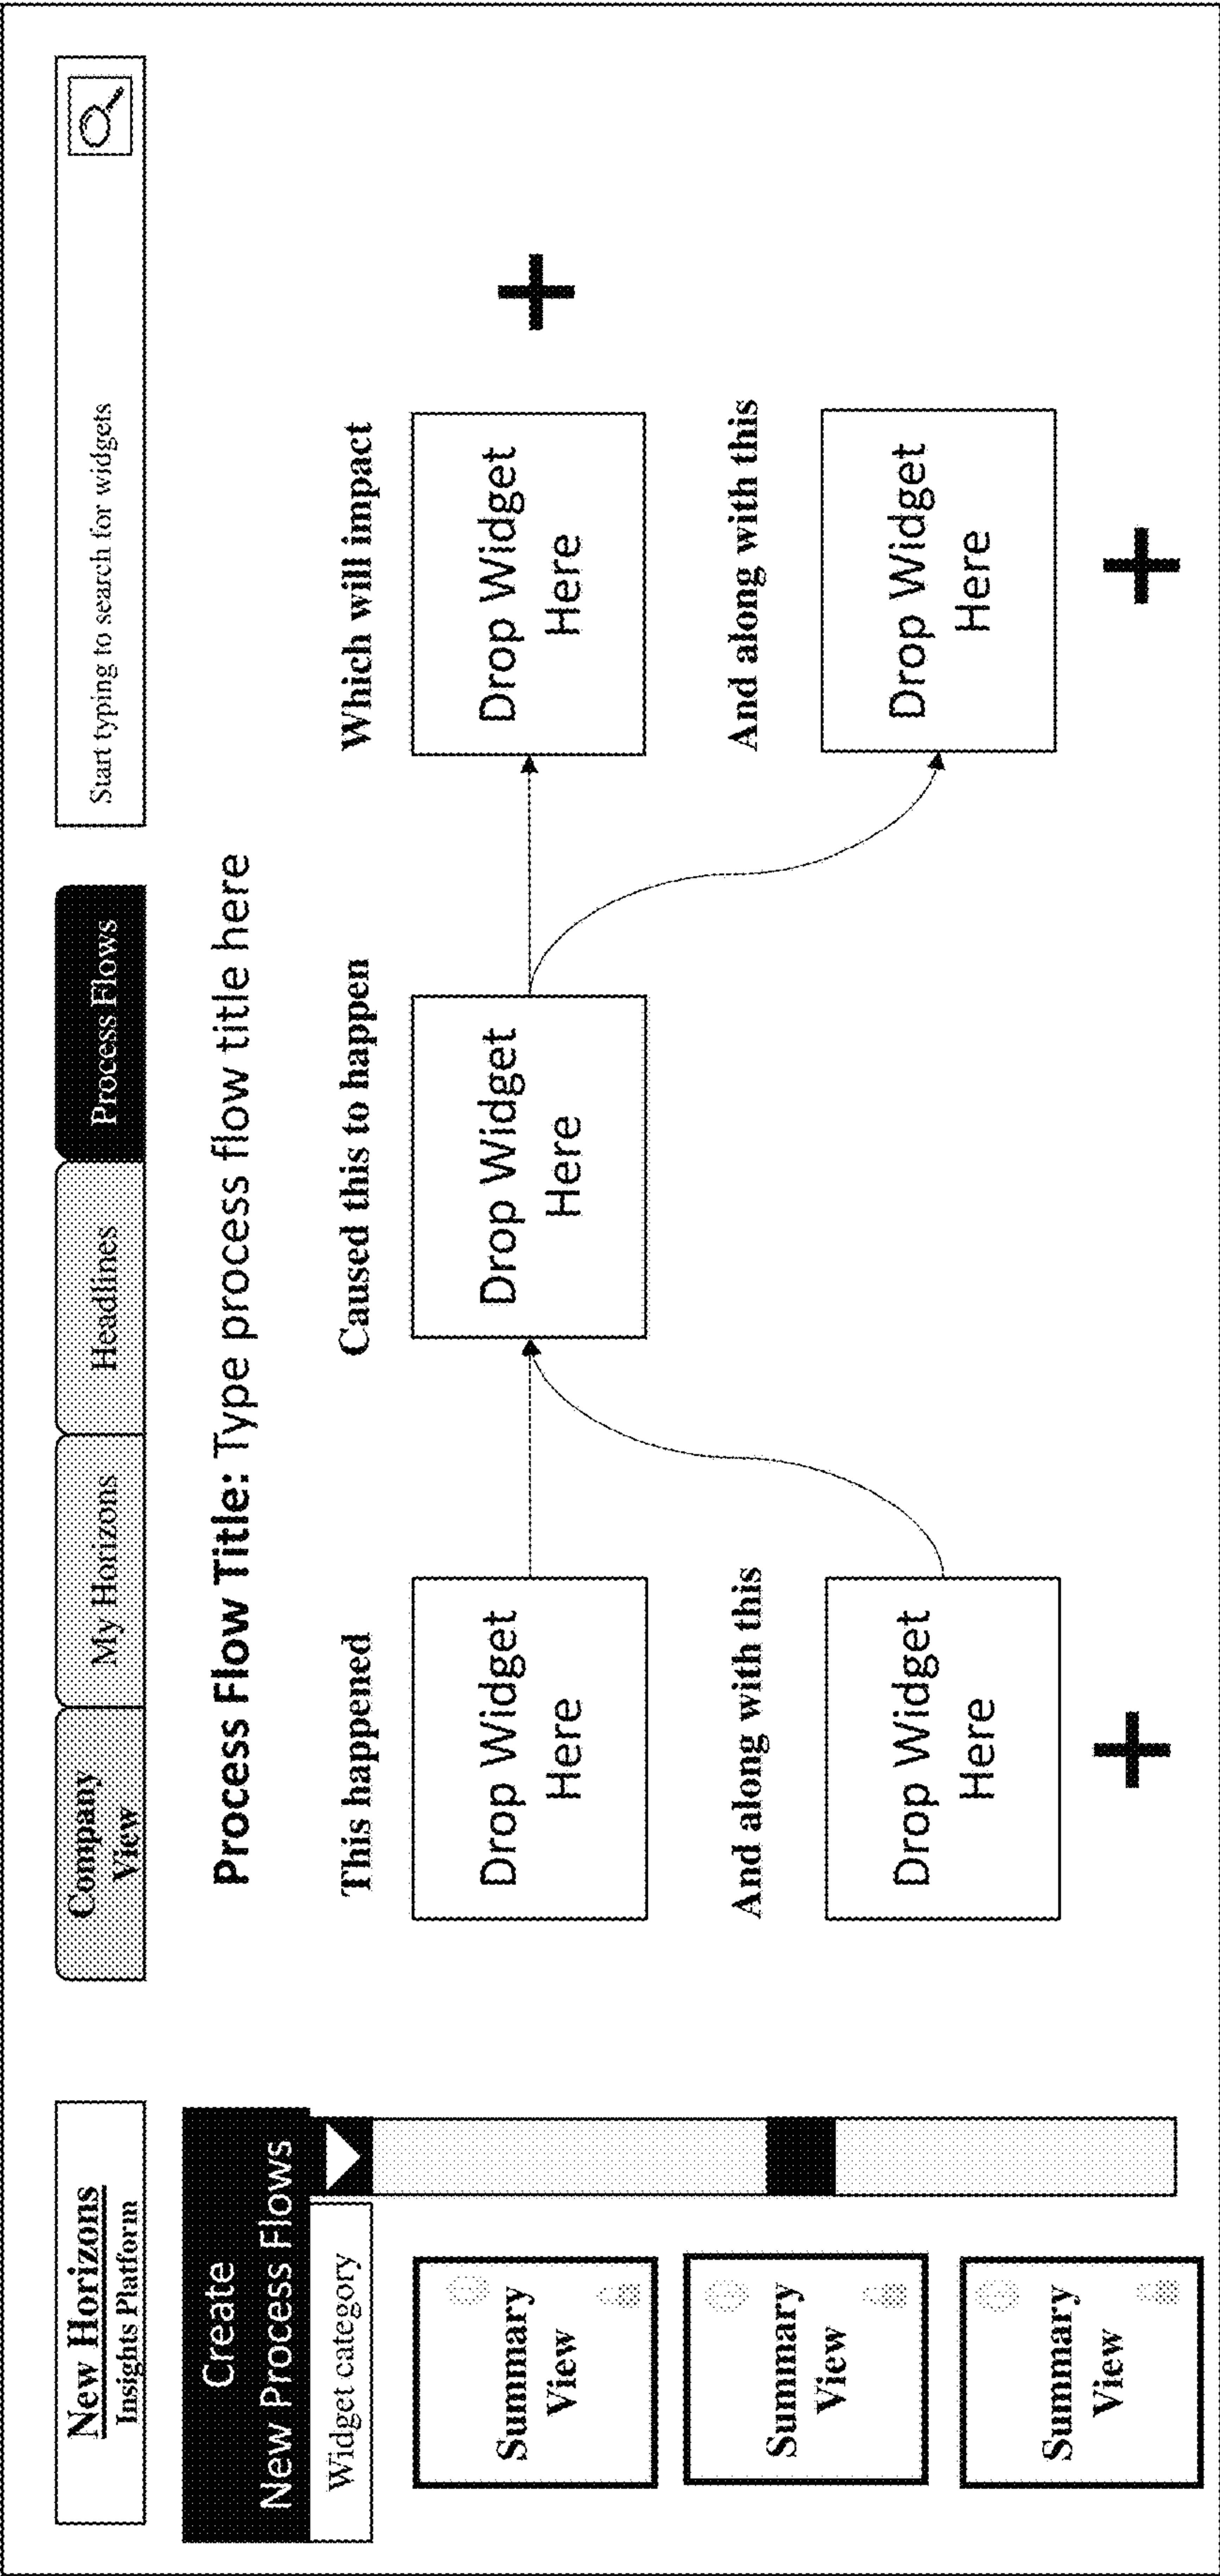 New Horizons
Insights Platform
Company
View
My Horizons
Headlines
Process Flows
Start typing to search for widgets
Create
New Process Flows
Widget category
Summary
View
Summary
View
Summary
View
Process Flow Title: Type process flow title here
This happened
Drop Widget
Here
And along with this
Drop Widget
Here
Caused this to happen
Drop Widget
Here
Which will impact
Drop Widget
Here
And along with this
Drop Widget
Here